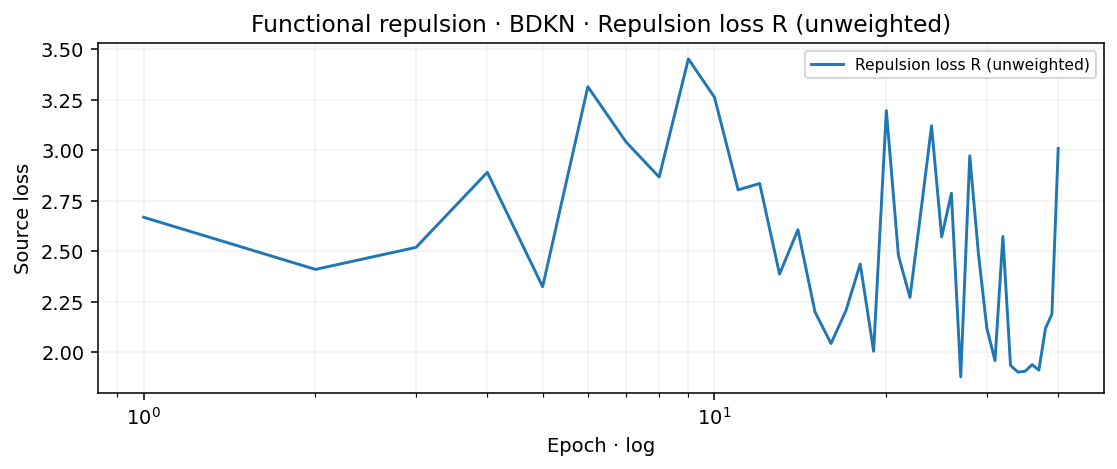 Functional repulsion · BDKN · Repulsion loss R (unweighted)
Repulsion loss R (unweighted)
Source loss
3.50
3.25
3.00
2.75
2.50
2.25
2.00
10⁰
10¹
Epoch · log